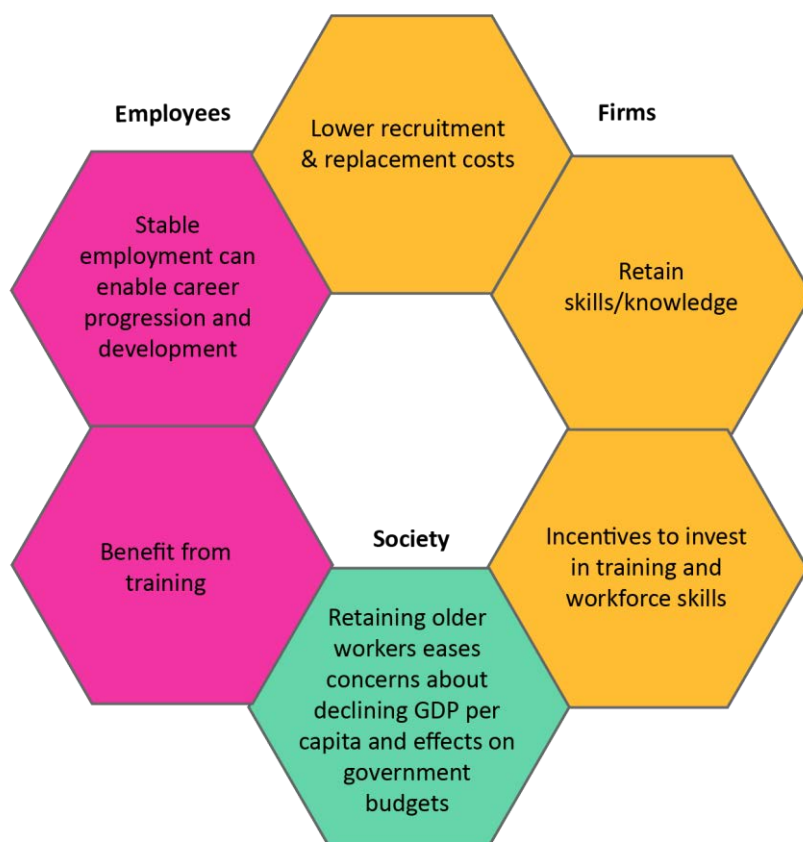 Employees
Firms
Lower recruitment
& replacement costs
Stable
employment can
enable career
progression and
development
Retain
skills/knowledge
Benefit from
training
Society
Incentives to invest
in training and
workforce skills
Retaining older
workers eases
concerns about
declining GDP per
capita and effects on
government
budgets